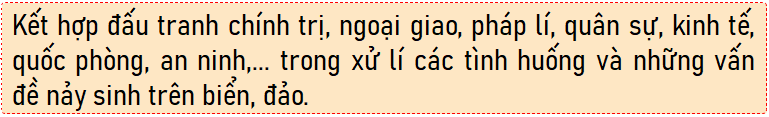 Kết hợp đấu tranh chính trị, ngoại giao, pháp lí, quân sự, kinh tế,
quốc phòng, an ninh,... trong xử lí các tình huống và những vấn
đề nảy sinh trên biển, đảo.